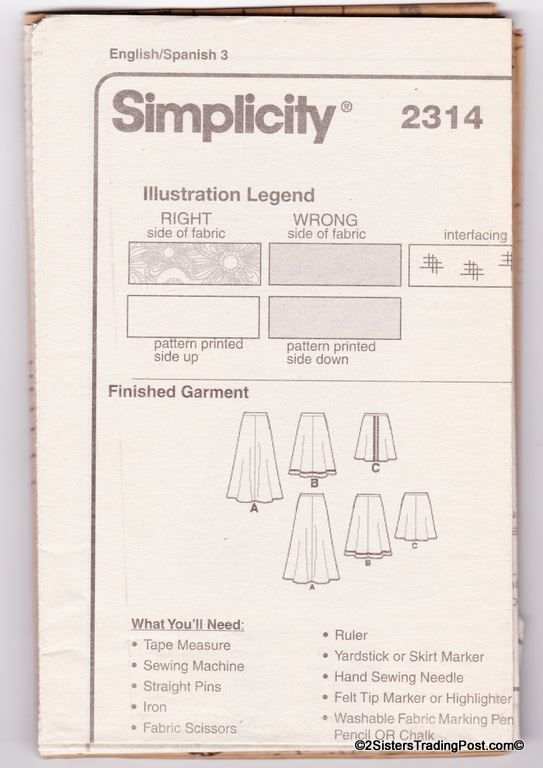 English/Spanish 3
Simplicity® 2314
Illustration Legend
RIGHT
side of fabric
WRONG
side of fabric
interfacing
pattern printed
side up
pattern printed
side down
Finished Garment
A
B
C
A
B
C
What You'll Need:
• Tape Measure
• Sewing Machine
• Straight Pins
• Iron
• Fabric Scissors
• Ruler
• Yardstick or Skirt Marker
• Hand Sewing Needle
• Felt Tip Marker or Highlighter
• Washable Fabric Marking Pen
Pencil OR Chalk
©2SistersTradingPost.com©